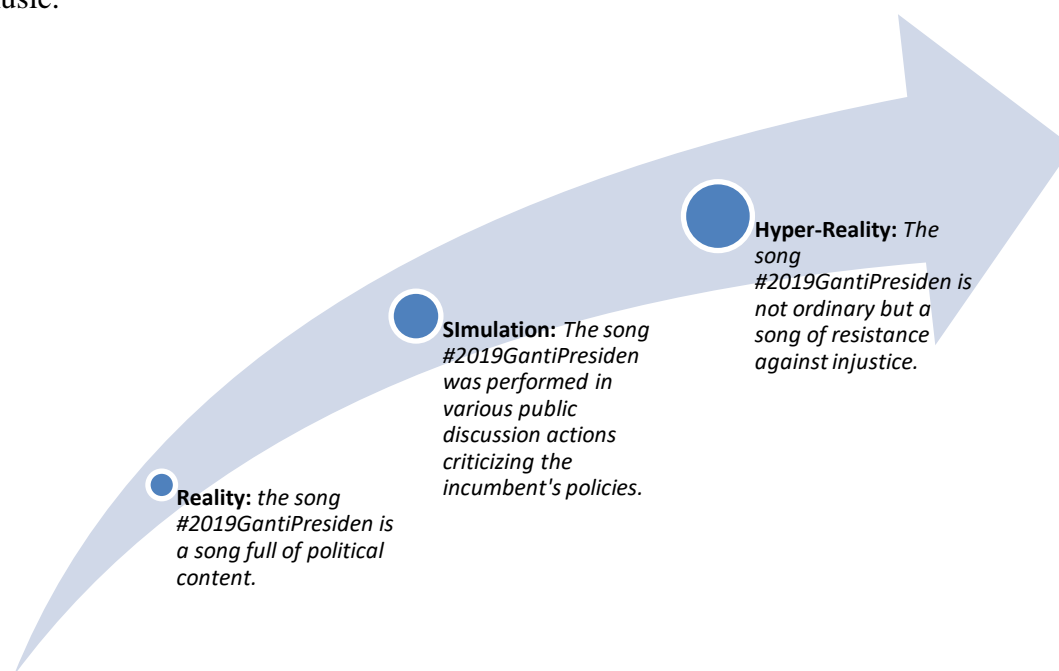 Hyper-Reality: The
song
#2019GantiPresiden is
not ordinary but a
song of resistance
against injustice.
SImulation: The song
#2019GantiPresiden
was performed in
various public
discussion actions
criticizing the
incumbent's policies.
Reality: the song
#2019GantiPresiden is
a song full of political
content.